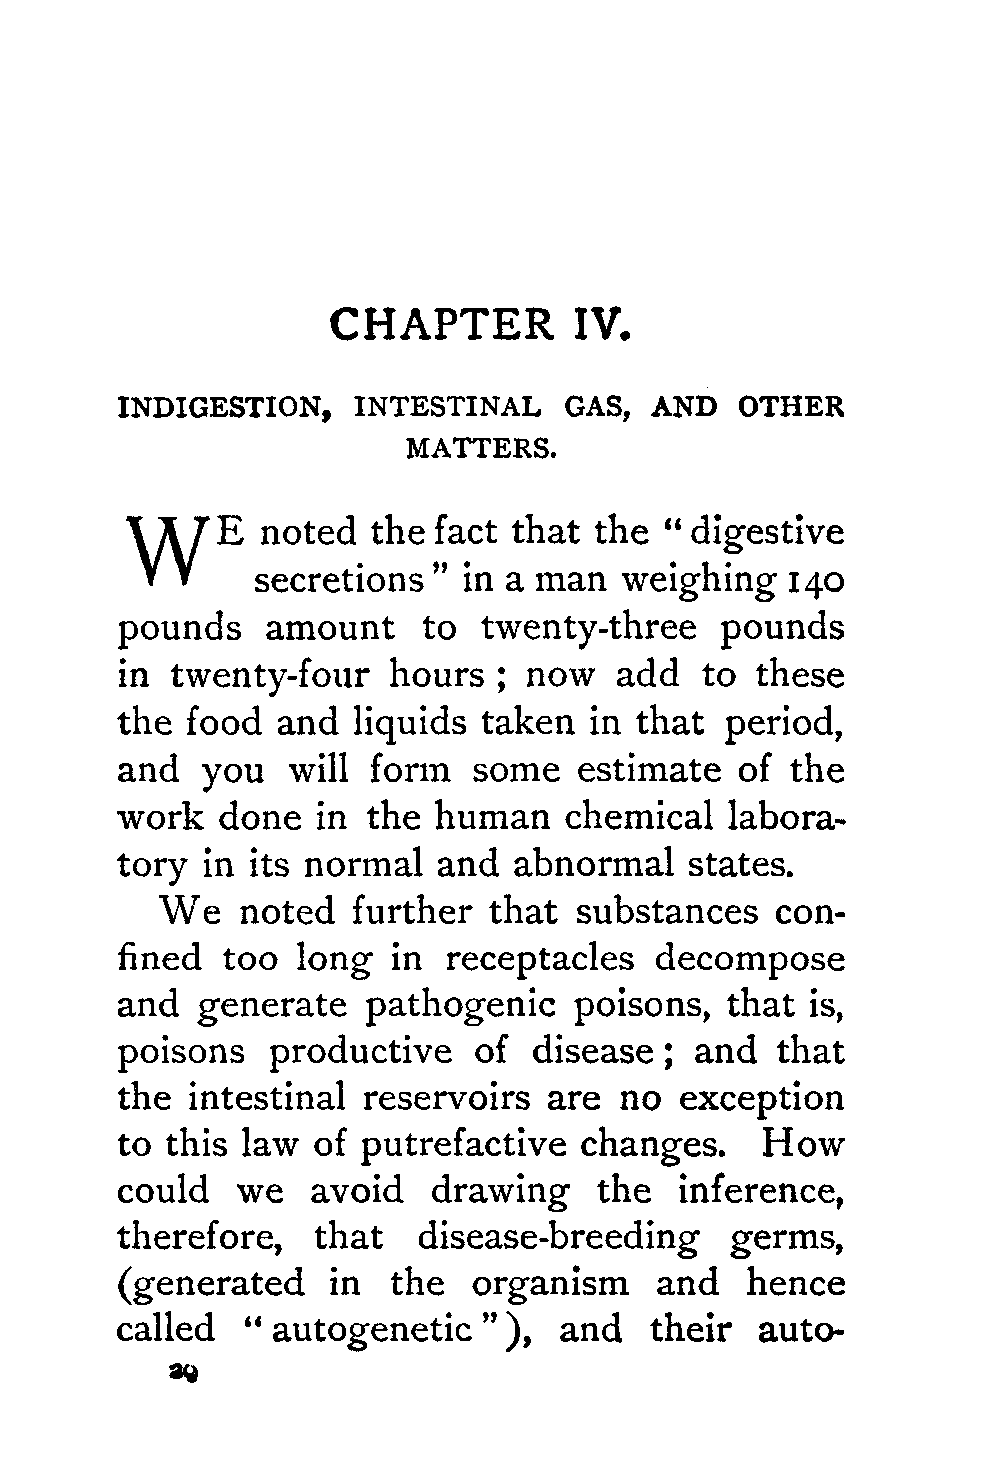 CHAPTER IV.
INDIGESTION, INTESTINAL GAS, AND OTHER
MATTERS.
WE noted the fact that the “ digestive
secretions ” in a man weighing 140
pounds amount to twenty-three pounds
in twenty-four hours ; now add to these
the food and liquids taken in that period,
and you will form some estimate of the
work done in the human chemical labora-
tory in its normal and abnormal states.
We noted further that substances con-
fined too long in receptacles decompose
and generate pathogenic poisons, that is,
poisons productive of disease ; and that
the intestinal reservoirs are no exception
to this law of putrefactive changes. How
could we avoid drawing the inference,
therefore, that disease-breeding germs,
(generated in the organism and hence
called “ autogenetic ”), and their auto-
29